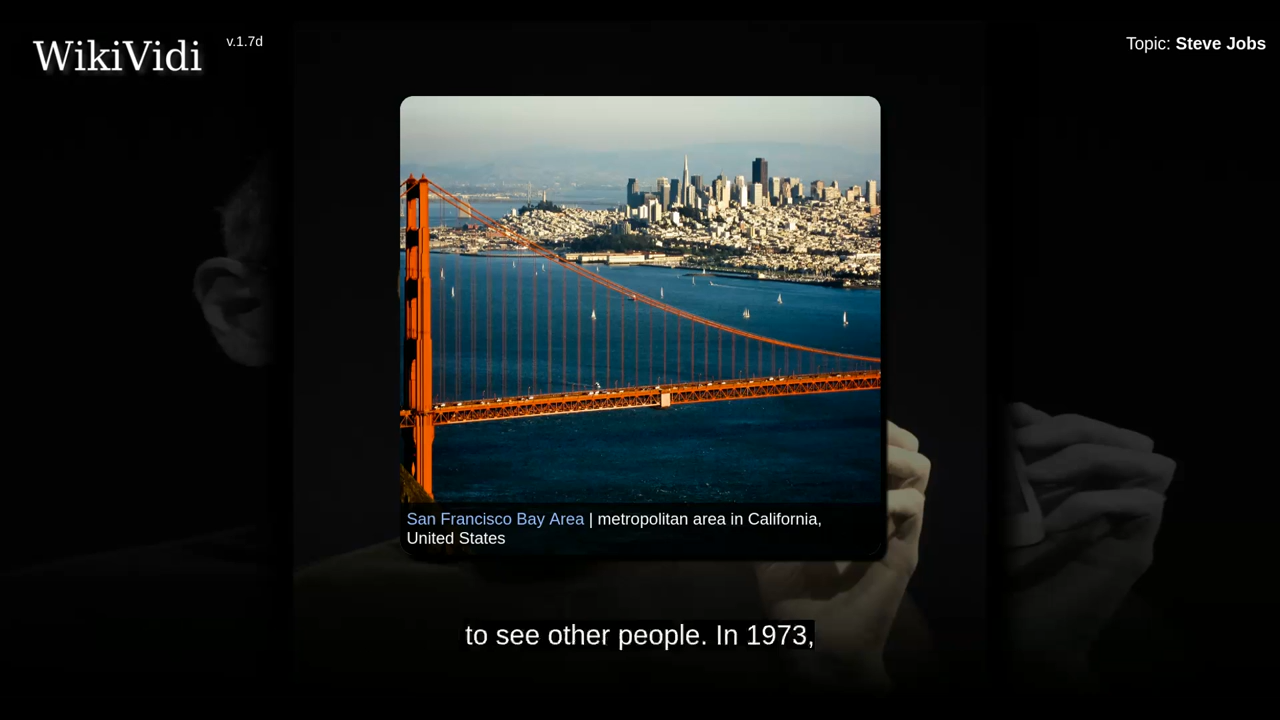 WikiVidi v.1.7d
Topic: Steve Jobs
San Francisco Bay Area | metropolitan area in California,
United States
to see other people. In 1973,